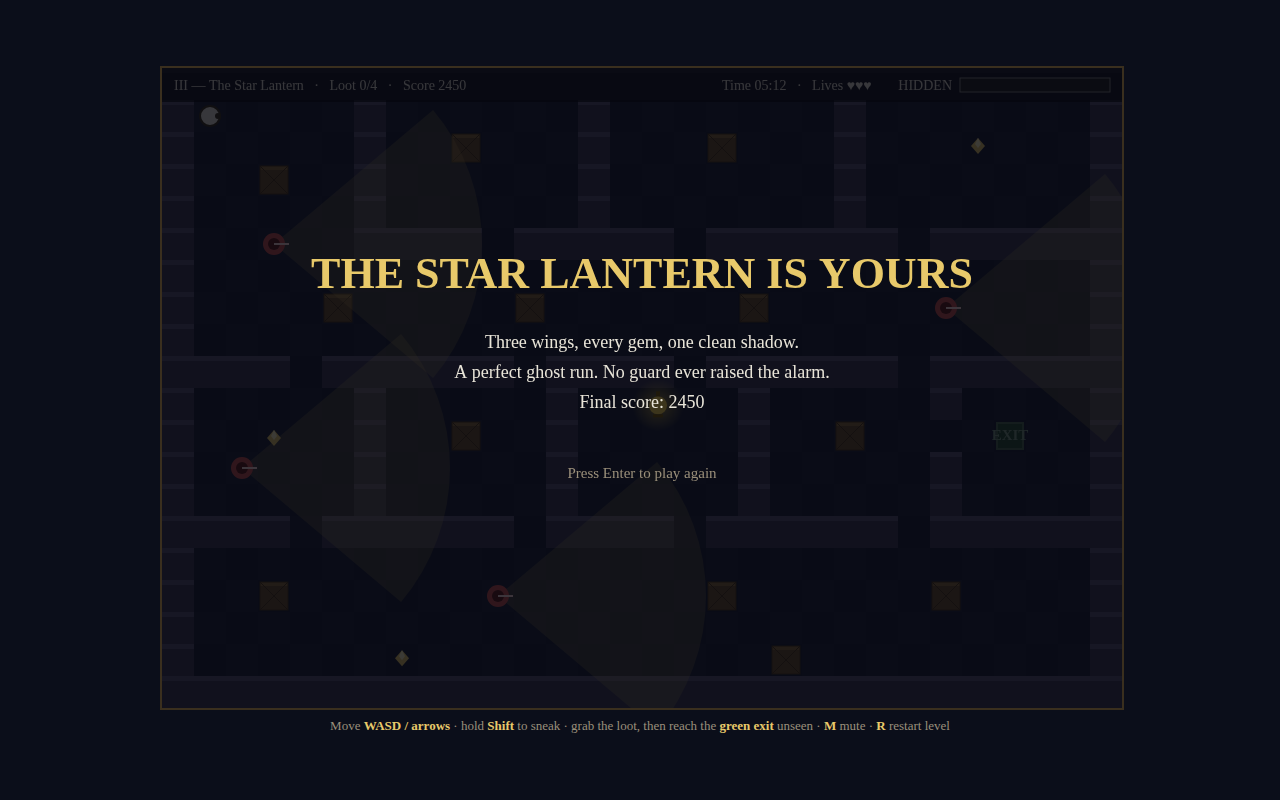 III — The Star Lantern · Loot 0/4 · Score 2450 Time 05:12 · Lives ♥♥♥ HIDDEN
THE STAR LANTERN IS YOURS
Three wings, every gem, one clean shadow.
A perfect ghost run. No guard ever raised the alarm.
Final score: 2450
EXIT
Press Enter to play again
Move WASD / arrows · hold Shift to sneak · grab the loot, then reach the green exit unseen · M mute · R restart level